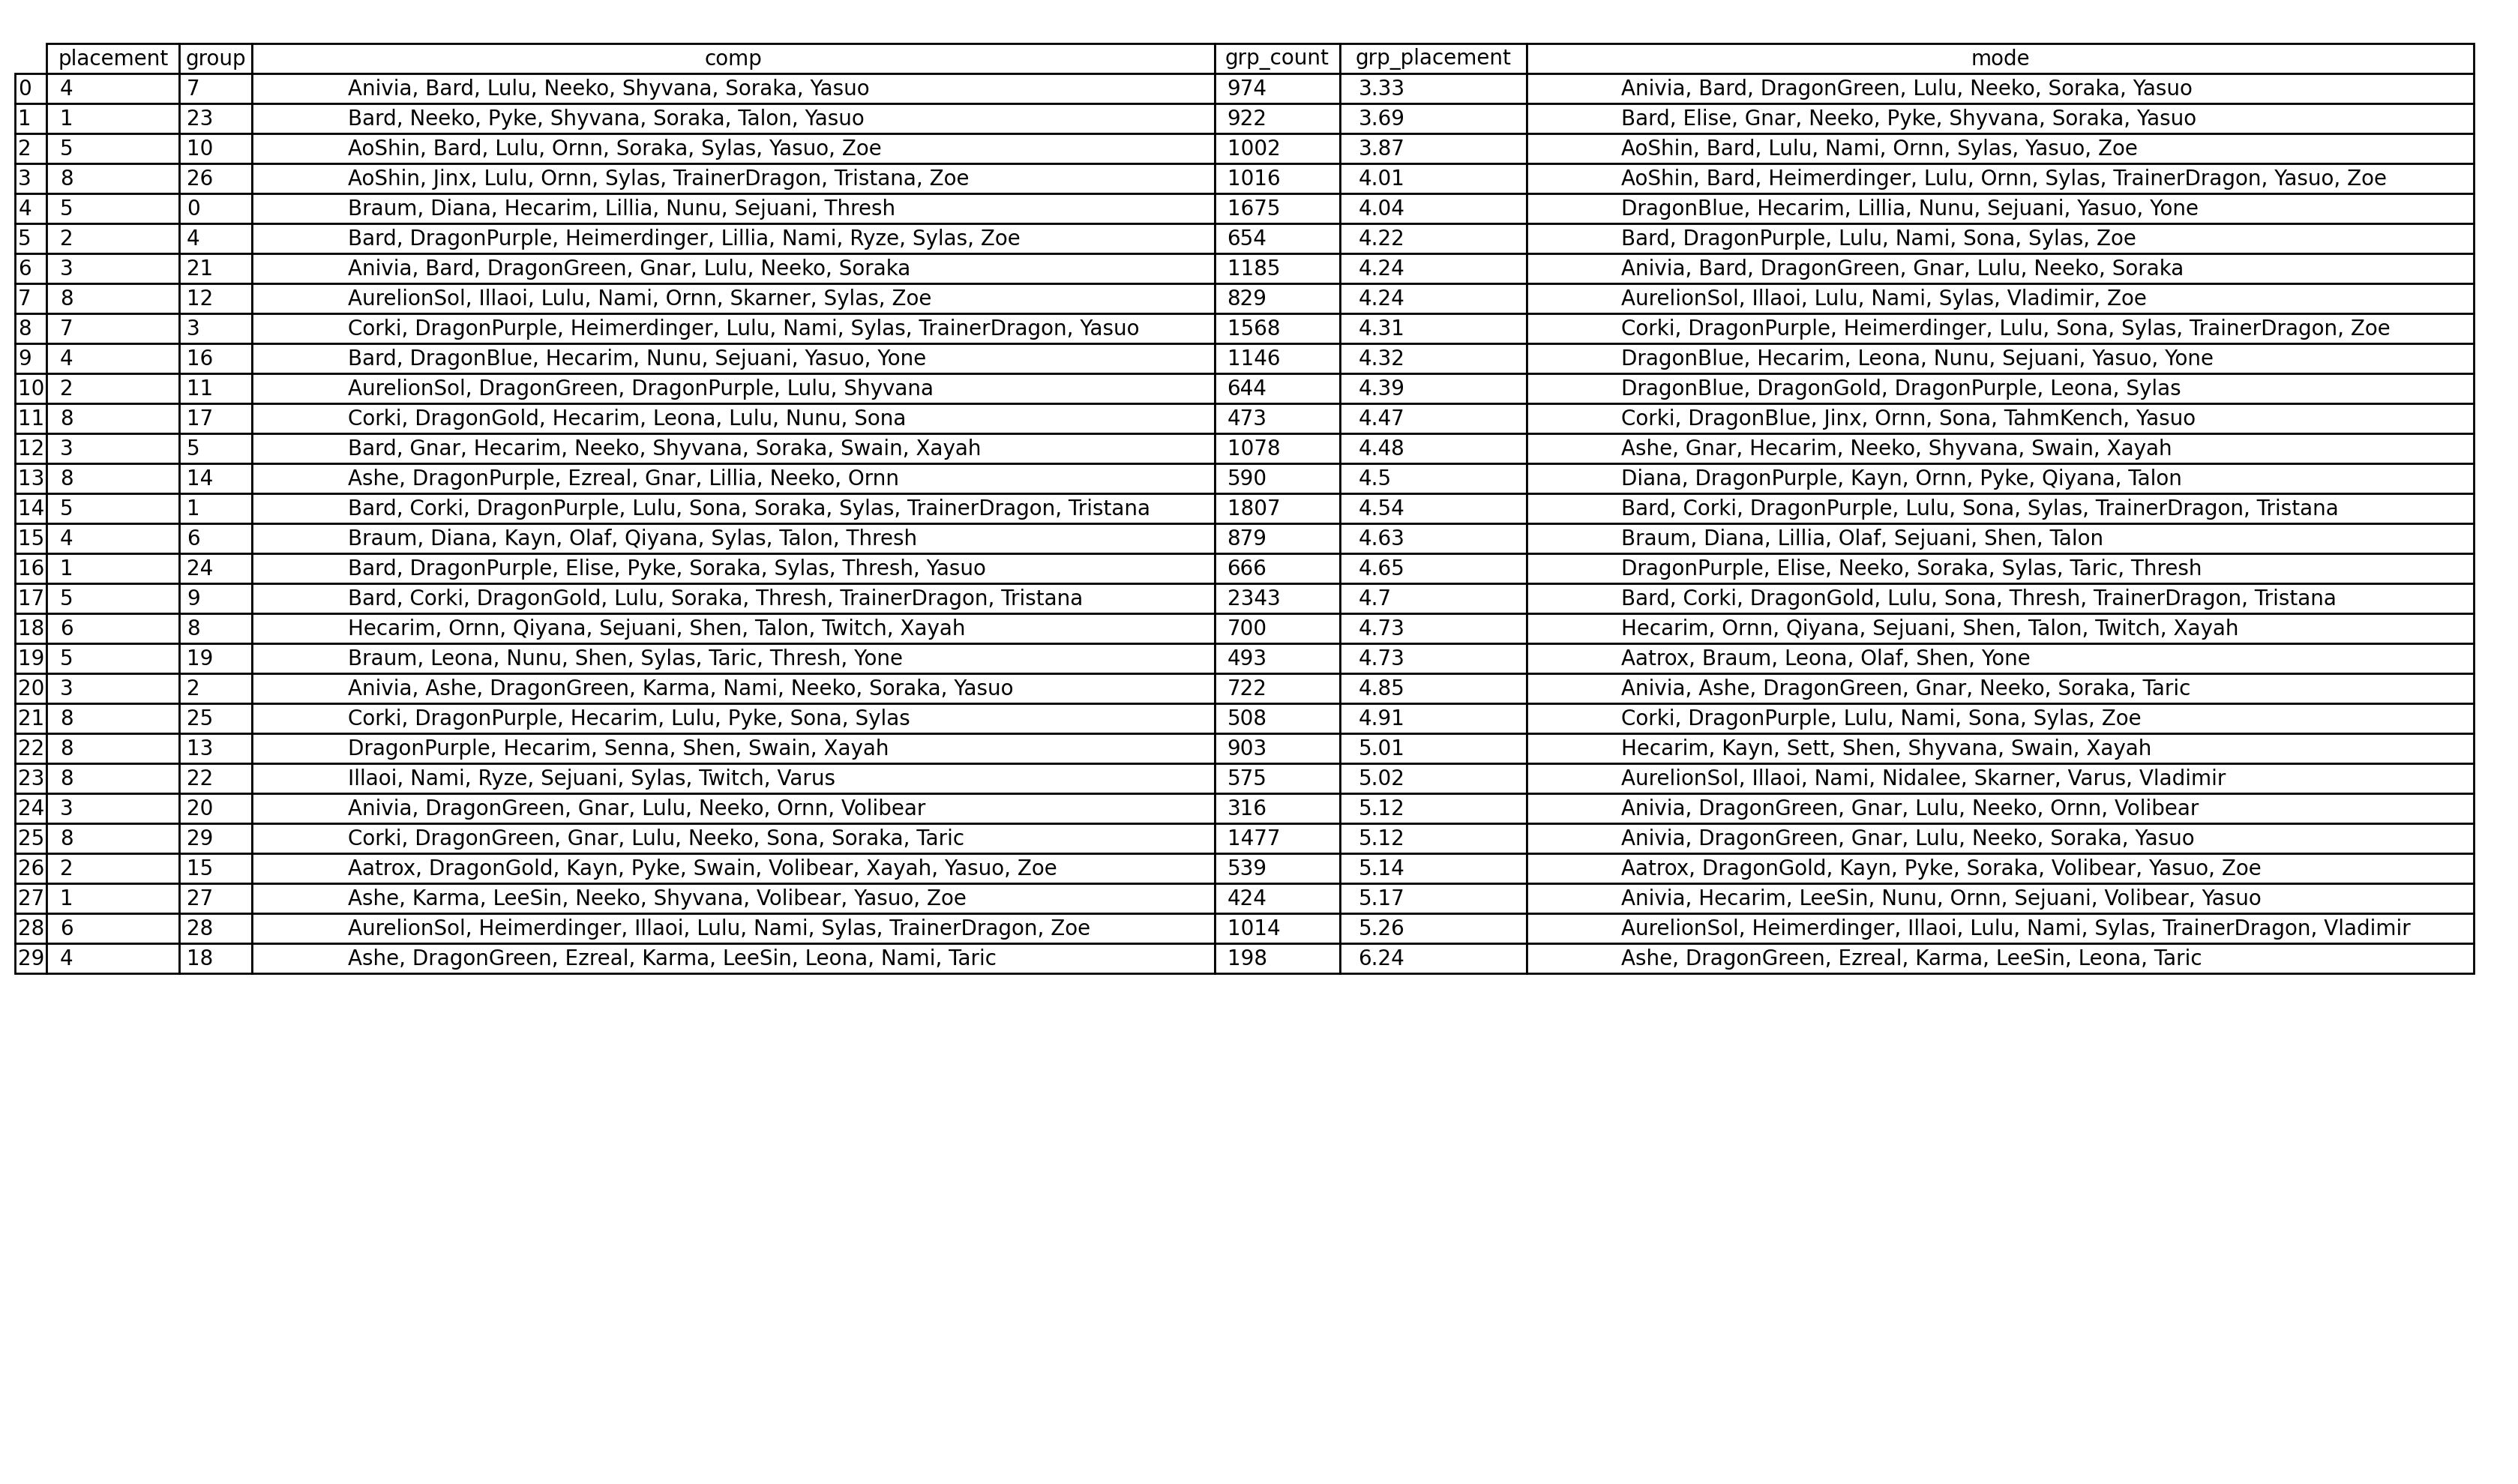 placement group comp grp_count grp_placement mode
0 4 7 Anivia, Bard, Lulu, Neeko, Shyvana, Soraka, Yasuo 974 3.33 Anivia, Bard, DragonGreen, Lulu, Neeko, Soraka, Yasuo
1 1 23 Bard, Neeko, Pyke, Shyvana, Soraka, Talon, Yasuo 922 3.69 Bard, Elise, Gnar, Neeko, Pyke, Shyvana, Soraka, Yasuo
2 5 10 AoShin, Bard, Lulu, Ornn, Soraka, Sylas, Yasuo, Zoe 1002 3.87 AoShin, Bard, Lulu, Nami, Ornn, Sylas, Yasuo, Zoe
3 8 26 AoShin, Jinx, Lulu, Ornn, Sylas, TrainerDragon, Tristana, Zoe 1016 4.01 AoShin, Bard, Heimerdinger, Lulu, Ornn, Sylas, TrainerDragon, Yasuo, Zoe
4 5 0 Braum, Diana, Hecarim, Lillia, Nunu, Sejuani, Thresh 1675 4.04 DragonBlue, Hecarim, Lillia, Nunu, Sejuani, Yasuo, Yone
5 2 4 Bard, DragonPurple, Heimerdinger, Lillia, Nami, Ryze, Sylas, Zoe 654 4.22 Bard, DragonPurple, Lulu, Nami, Sona, Sylas, Zoe
6 3 21 Anivia, Bard, DragonGreen, Gnar, Lulu, Neeko, Soraka 1185 4.24 Anivia, Bard, DragonGreen, Gnar, Lulu, Neeko, Soraka
7 8 12 AurelionSol, Illaoi, Lulu, Nami, Ornn, Skarner, Sylas, Zoe 829 4.24 AurelionSol, Illaoi, Lulu, Nami, Sylas, Vladimir, Zoe
8 7 3 Corki, DragonPurple, Heimerdinger, Lulu, Nami, Sylas, TrainerDragon, Yasuo 1568 4.31 Corki, DragonPurple, Heimerdinger, Lulu, Sona, Sylas, TrainerDragon, Zoe
9 4 16 Bard, DragonBlue, Hecarim, Nunu, Sejuani, Yasuo, Yone 1146 4.32 DragonBlue, Hecarim, Leona, Nunu, Sejuani, Yasuo, Yone
10 2 11 AurelionSol, DragonGreen, DragonPurple, Lulu, Shyvana 644 4.39 DragonBlue, DragonGold, DragonPurple, Leona, Sylas
11 8 17 Corki, DragonGold, Hecarim, Leona, Lulu, Nunu, Sona 473 4.47 Corki, DragonBlue, Jinx, Ornn, Sona, TahmKench, Yasuo
12 3 5 Bard, Gnar, Hecarim, Neeko, Shyvana, Soraka, Swain, Xayah 1078 4.48 Ashe, Gnar, Hecarim, Neeko, Shyvana, Swain, Xayah
13 8 14 Ashe, DragonPurple, Ezreal, Gnar, Lillia, Neeko, Ornn 590 4.5 Diana, DragonPurple, Kayn, Ornn, Pyke, Qiyana, Talon
14 5 1 Bard, Corki, DragonPurple, Lulu, Sona, Soraka, Sylas, TrainerDragon, Tristana 1807 4.54 Bard, Corki, DragonPurple, Lulu, Sona, Sylas, TrainerDragon, Tristana
15 4 6 Braum, Diana, Kayn, Olaf, Qiyana, Sylas, Talon, Thresh 879 4.63 Braum, Diana, Lillia, Olaf, Sejuani, Shen, Talon
16 1 24 Bard, DragonPurple, Elise, Pyke, Soraka, Sylas, Thresh, Yasuo 666 4.65 DragonPurple, Elise, Neeko, Soraka, Sylas, Taric, Thresh
17 5 9 Bard, Corki, DragonGold, Lulu, Soraka, Thresh, TrainerDragon, Tristana 2343 4.7 Bard, Corki, DragonGold, Lulu, Sona, Thresh, TrainerDragon, Tristana
18 6 8 Hecarim, Ornn, Qiyana, Sejuani, Shen, Talon, Twitch, Xayah 700 4.73 Hecarim, Ornn, Qiyana, Sejuani, Shen, Talon, Twitch, Xayah
19 5 19 Braum, Leona, Nunu, Shen, Sylas, Taric, Thresh, Yone 493 4.73 Aatrox, Braum, Leona, Olaf, Shen, Yone
20 3 2 Anivia, Ashe, DragonGreen, Karma, Nami, Neeko, Soraka, Yasuo 722 4.85 Anivia, Ashe, DragonGreen, Gnar, Neeko, Soraka, Taric
21 8 25 Corki, DragonPurple, Hecarim, Lulu, Pyke, Sona, Sylas 508 4.91 Corki, DragonPurple, Lulu, Nami, Sona, Sylas, Zoe
22 8 13 DragonPurple, Hecarim, Senna, Shen, Swain, Xayah 903 5.01 Hecarim, Kayn, Sett, Shen, Shyvana, Swain, Xayah
23 8 22 Illaoi, Nami, Ryze, Sejuani, Sylas, Twitch, Varus 575 5.02 AurelionSol, Illaoi, Nami, Nidalee, Skarner, Varus, Vladimir
24 3 20 Anivia, DragonGreen, Gnar, Lulu, Neeko, Ornn, Volibear 316 5.12 Anivia, DragonGreen, Gnar, Lulu, Neeko, Ornn, Volibear
25 8 29 Corki, DragonGreen, Gnar, Lulu, Neeko, Sona, Soraka, Taric 1477 5.12 Anivia, DragonGreen, Gnar, Lulu, Neeko, Soraka, Yasuo
26 2 15 Aatrox, DragonGold, Kayn, Pyke, Swain, Volibear, Xayah, Yasuo, Zoe 539 5.14 Aatrox, DragonGold, Kayn, Pyke, Soraka, Volibear, Yasuo, Zoe
27 1 27 Ashe, Karma, LeeSin, Neeko, Shyvana, Volibear, Yasuo, Zoe 424 5.17 Anivia, Hecarim, LeeSin, Nunu, Ornn, Sejuani, Volibear, Yasuo
28 6 28 AurelionSol, Heimerdinger, Illaoi, Lulu, Nami, Sylas, TrainerDragon, Zoe 1014 5.26 AurelionSol, Heimerdinger, Illaoi, Lulu, Nami, Sylas, TrainerDragon, Vladimir
29 4 18 Ashe, DragonGreen, Ezreal, Karma, LeeSin, Leona, Nami, Taric 198 6.24 Ashe, DragonGreen, Ezreal, Karma, LeeSin, Leona, Taric